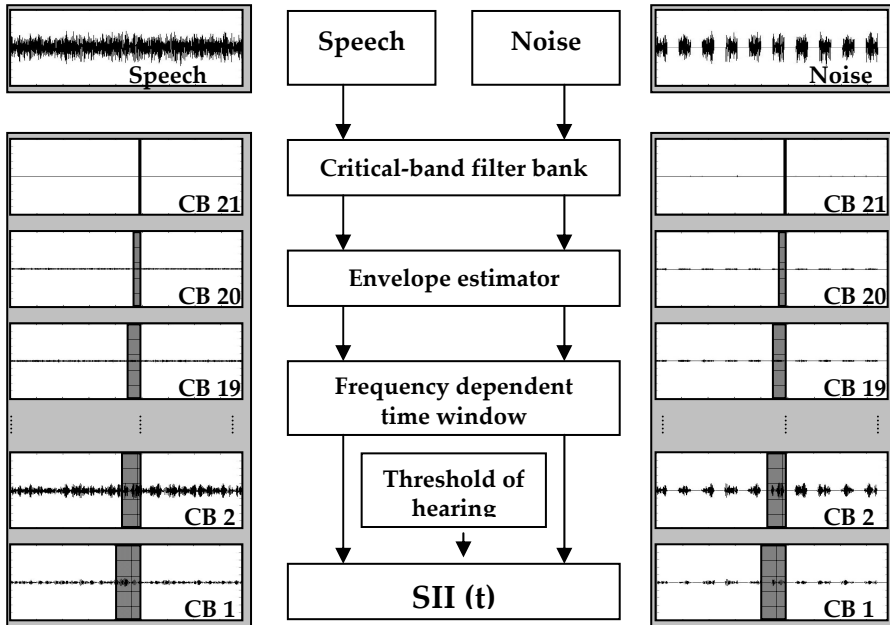 Speech
CB 21
CB 20
CB 19
CB 2
CB 1
Speech
Noise
Critical-band filter bank
Envelope estimator
Frequency dependent
time window
Threshold of
hearing
SII (t)
Noise
CB 21
CB 20
CB 19
CB 2
CB 1